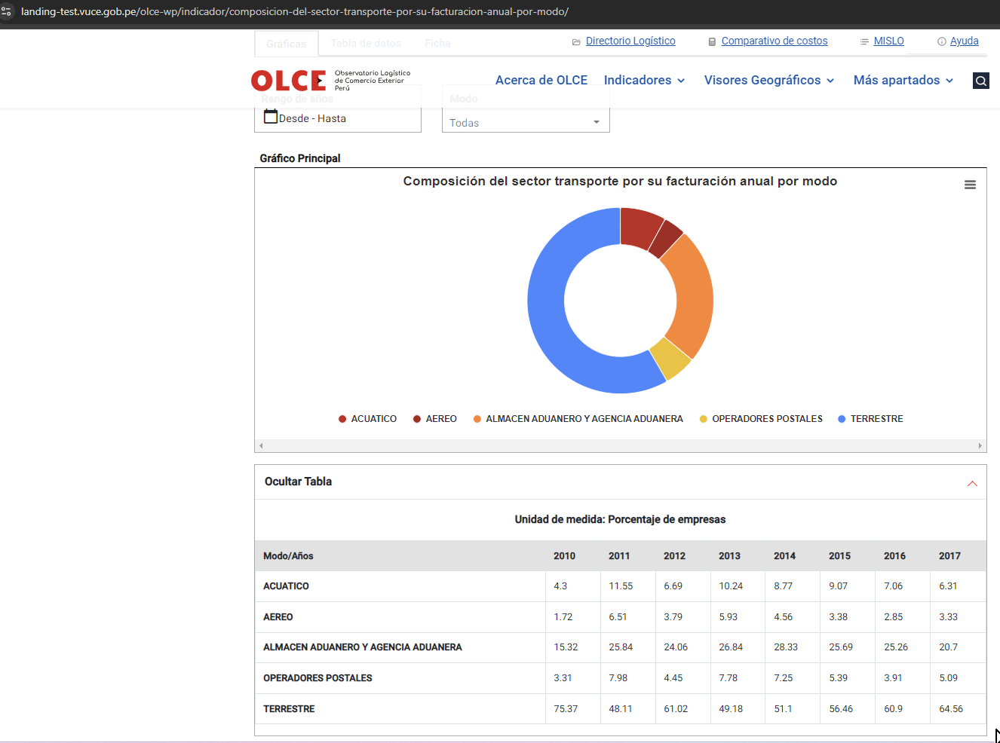 landing-test.vuce.gob.pe/olce-wp/indicador/composicion-del-sector-transporte-por-su-facturacion-anual-por-modo/
Gráficas Tabla de datos Ficha
Directorio Logístico Comparativo de costos MISLO Ayuda
OLCE Observatorio Logístico de Comercio Exterior Perú
Acerca de OLCE Indicadores Visores Geográficos Más apartados
Rango de años Modo
Desde - Hasta Todas
Gráfico Principal
Composición del sector transporte por su facturación anual por modo
ACUATICO AEREO ALMACEN ADUANERO Y AGENCIA ADUANERA OPERADORES POSTALES TERRESTRE
Ocultar Tabla
Unidad de medida: Porcentaje de empresas
Modo/Años 2010 2011 2012 2013 2014 2015 2016 2017
ACUATICO 4.3 11.55 6.69 10.24 8.77 9.07 7.06 6.31
AEREO 1.72 6.51 3.79 5.93 4.56 3.38 2.85 3.33
ALMACEN ADUANERO Y AGENCIA ADUANERA 15.32 25.84 24.06 26.84 28.33 25.69 25.26 20.7
OPERADORES POSTALES 3.31 7.98 4.45 7.78 7.25 5.39 3.91 5.09
TERRESTRE 75.37 48.11 61.02 49.18 51.1 56.46 60.9 64.56